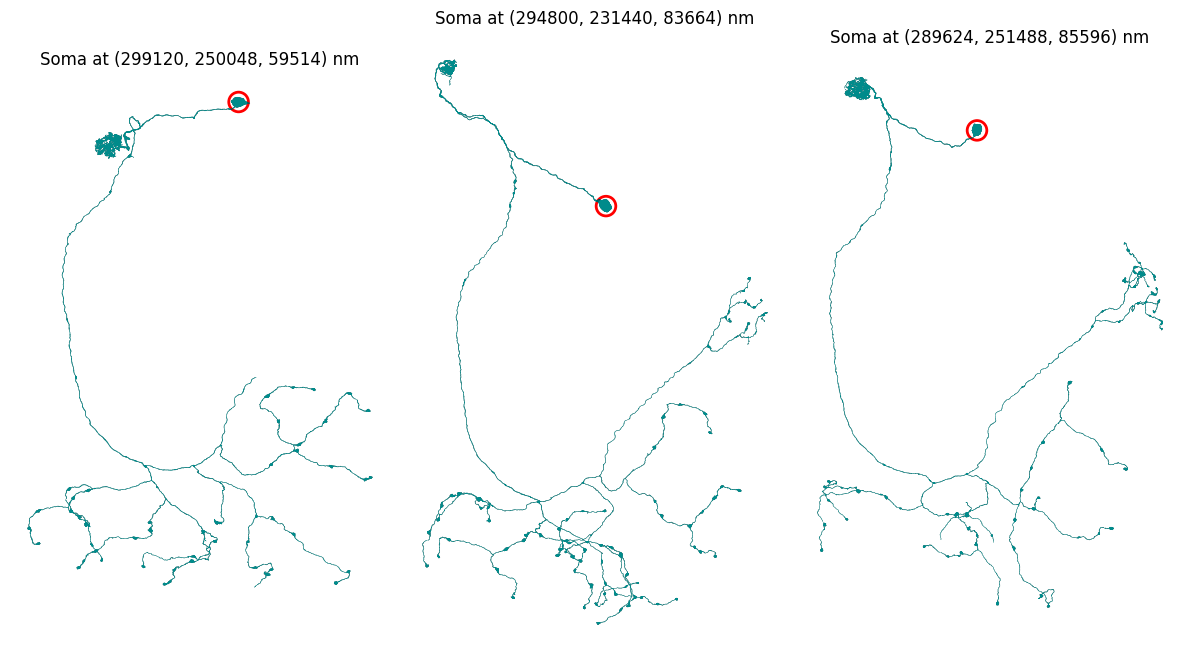 Soma at (294800, 231440, 83664) nm
Soma at (289624, 251488, 85596) nm
Soma at (299120, 250048, 59514) nm